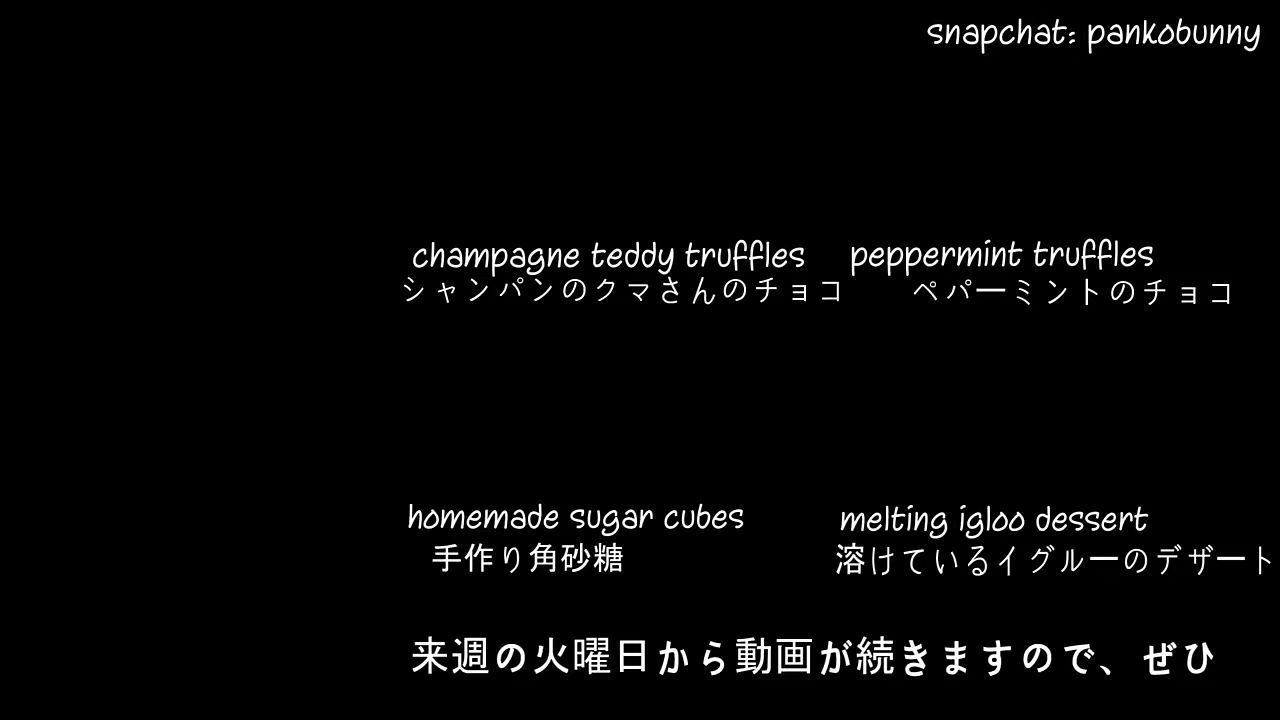 snapchat: pankobunny
champagne teddy truffles
シャンパンのクマさんのチョコ
peppermint truffles
ペパーミントのチョコ
homemade sugar cubes
手作り角砂糖
melting igloo dessert
溶けているイグルーのデザート
来週の火曜日から動画が続きますので、ぜひ